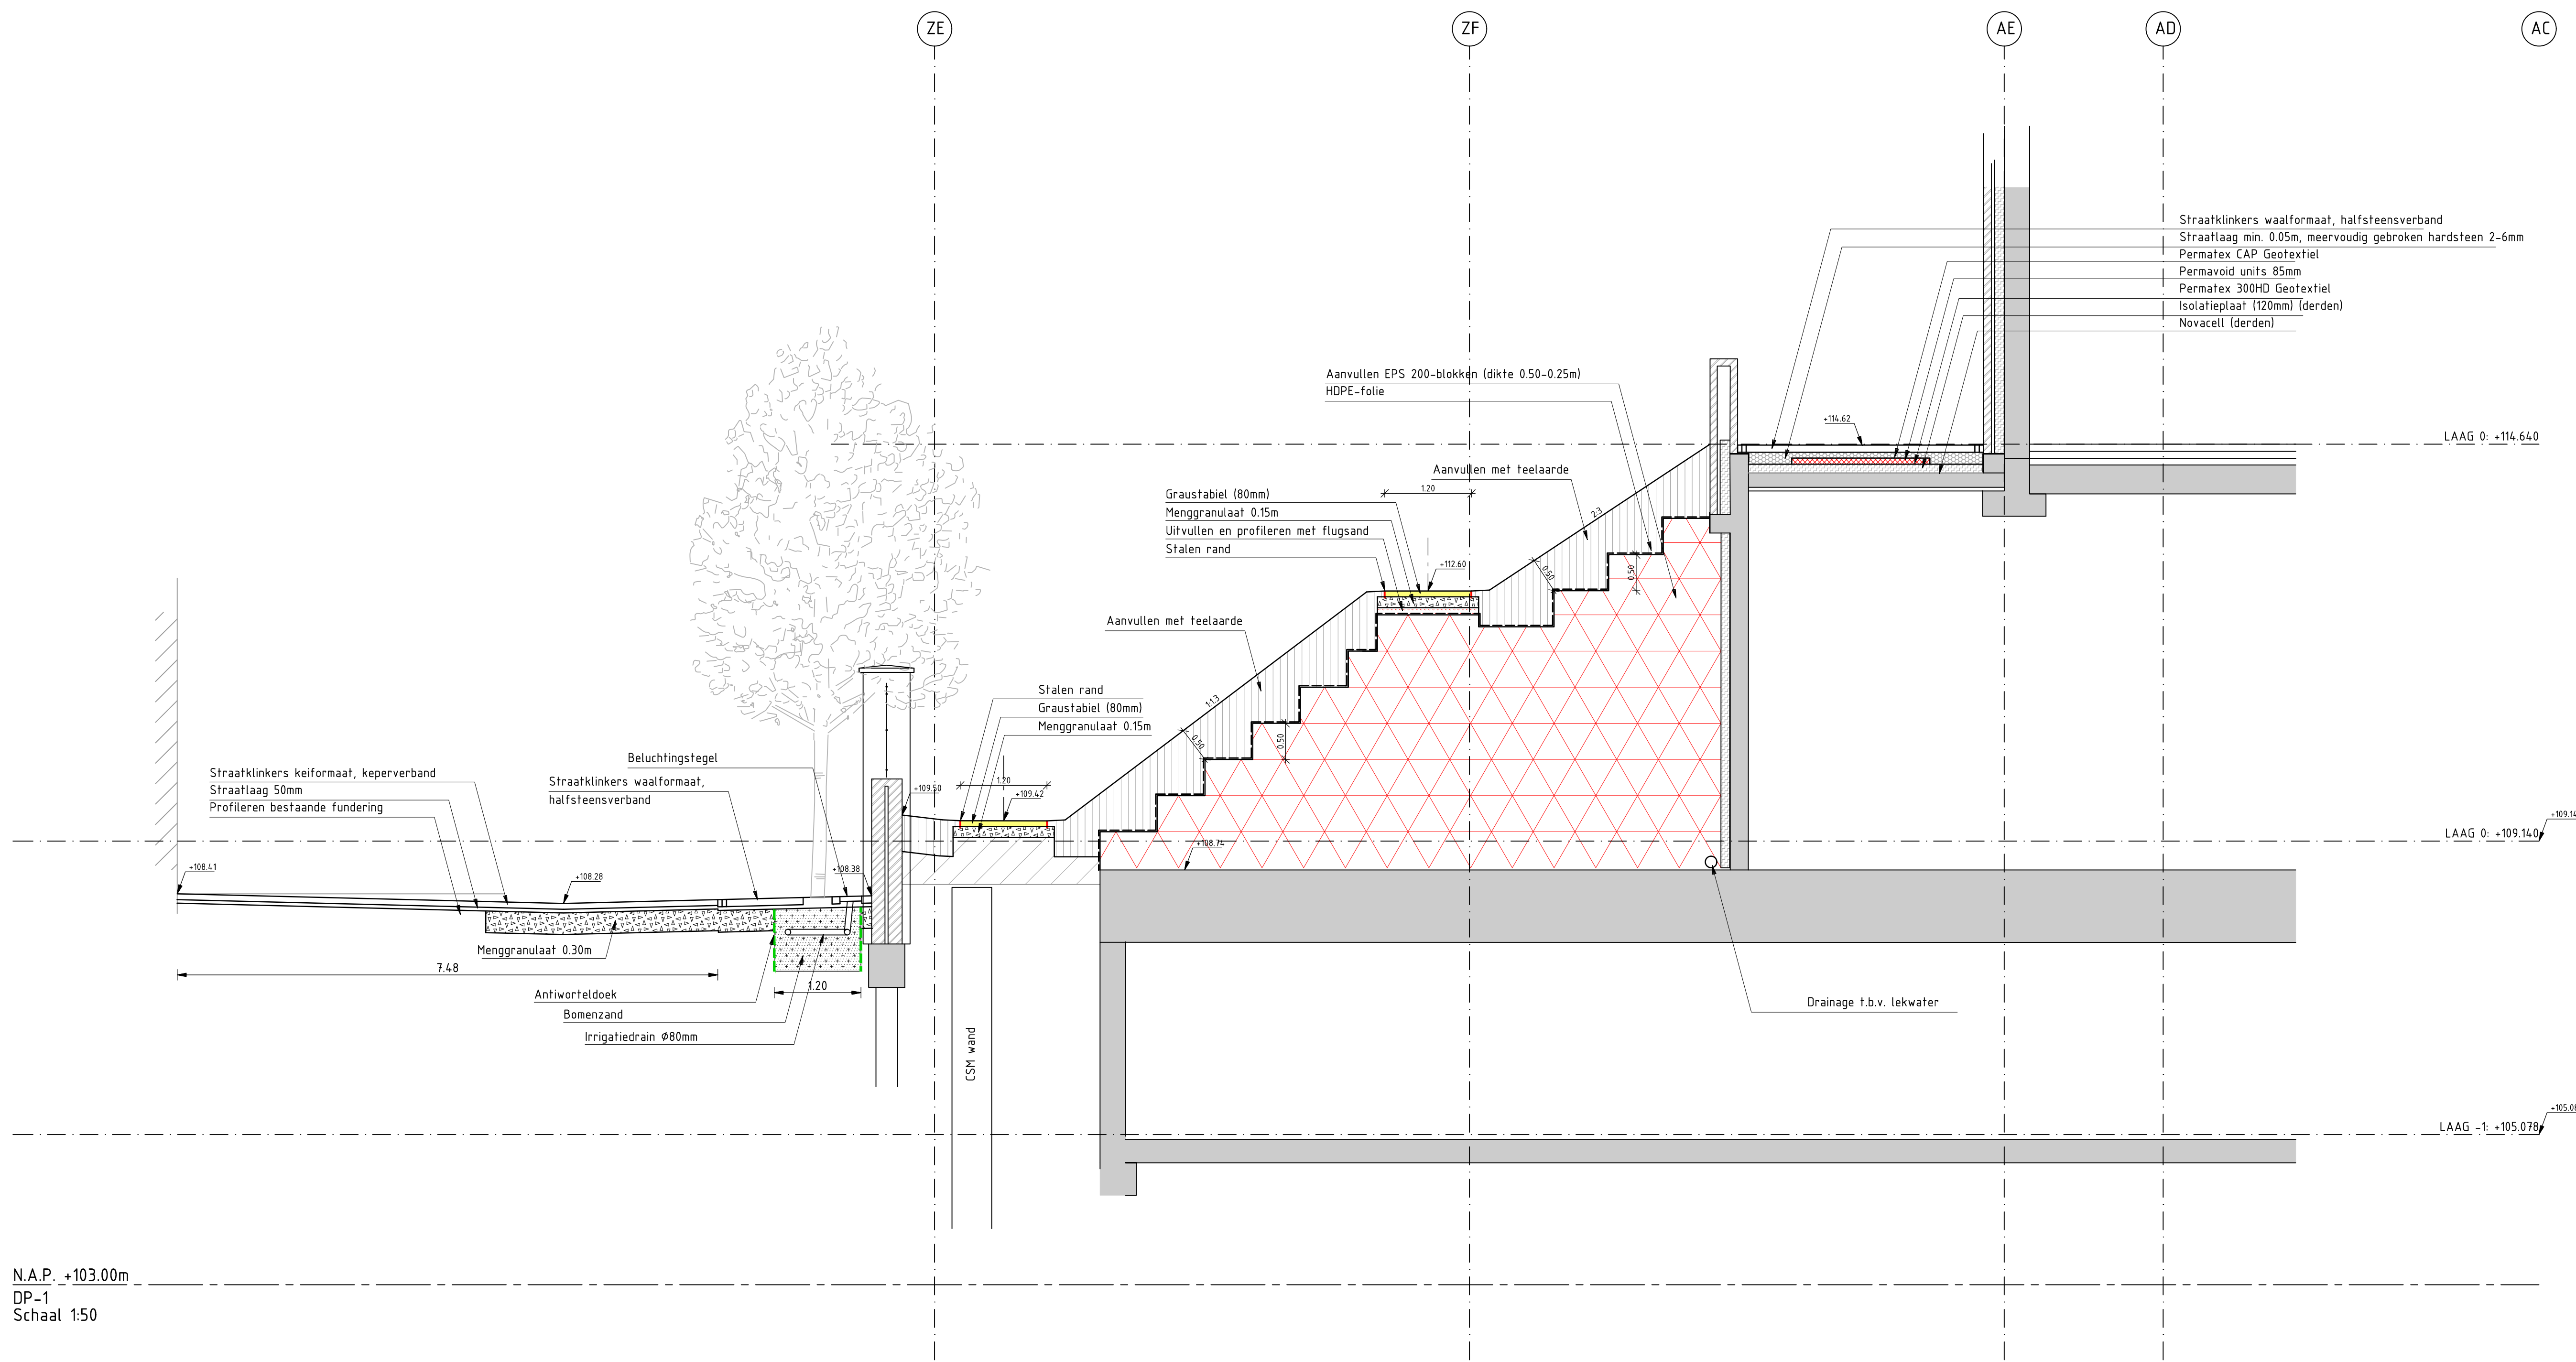 ZE
ZF
AE
AD
AC
Straatklinkers waalformaat, halfsteensverband
Straatlaag min. 0.05m, meervoudig gebroken hardsteen 2-6mm
Permatex CAP Geotextiel
Permavoid units 85mm
Permatex 300HD Geotextiel
Isolatieplaat (120mm) (derden)
Novacell (derden)
Aanvullen EPS 200-blokken (dikte 0.50-0.25m)
HDPE-folie
+114.62
LAAG 0: +114.640
Aanvullen met teelaarde
1.20
Graustabiel (80mm)
Menggranulaat 0.15m
Uitvullen en profileren met flugsand
Stalen rand
2:3
+112.60
0.50
0.50
Aanvullen met teelaarde
Stalen rand
Graustabiel (80mm)
Menggranulaat 0.15m
1:1.3
0.50
0.50
Beluchtingstegel
Straatklinkers keiformaat, keperverband
Straatlaag 50mm
Profileren bestaande fundering
Straatklinkers waalformaat,
halfsteensverband
1.20
+109.50
+109.42
+109.14
LAAG 0: +109.140
+108.74
+108.41
+108.28
+108.38
Menggranulaat 0.30m
7.48
1.20
Antiworteldoek
Bomenzand
Irrigatiedrain Ø80mm
CSM wand
Drainage t.b.v. lekwater
+105.08
LAAG -1: +105.078
N.A.P. +103.00m
DP-1
Schaal 1:50